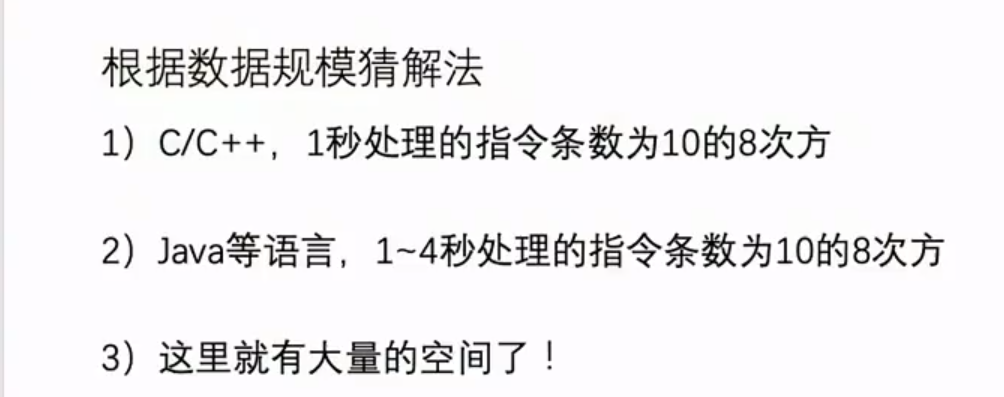 根据数据规模猜解法
1）C/C++，1秒处理的指令条数为10的8次方
2）Java等语言，1~4秒处理的指令条数为10的8次方
3）这里就有大量的空间了！